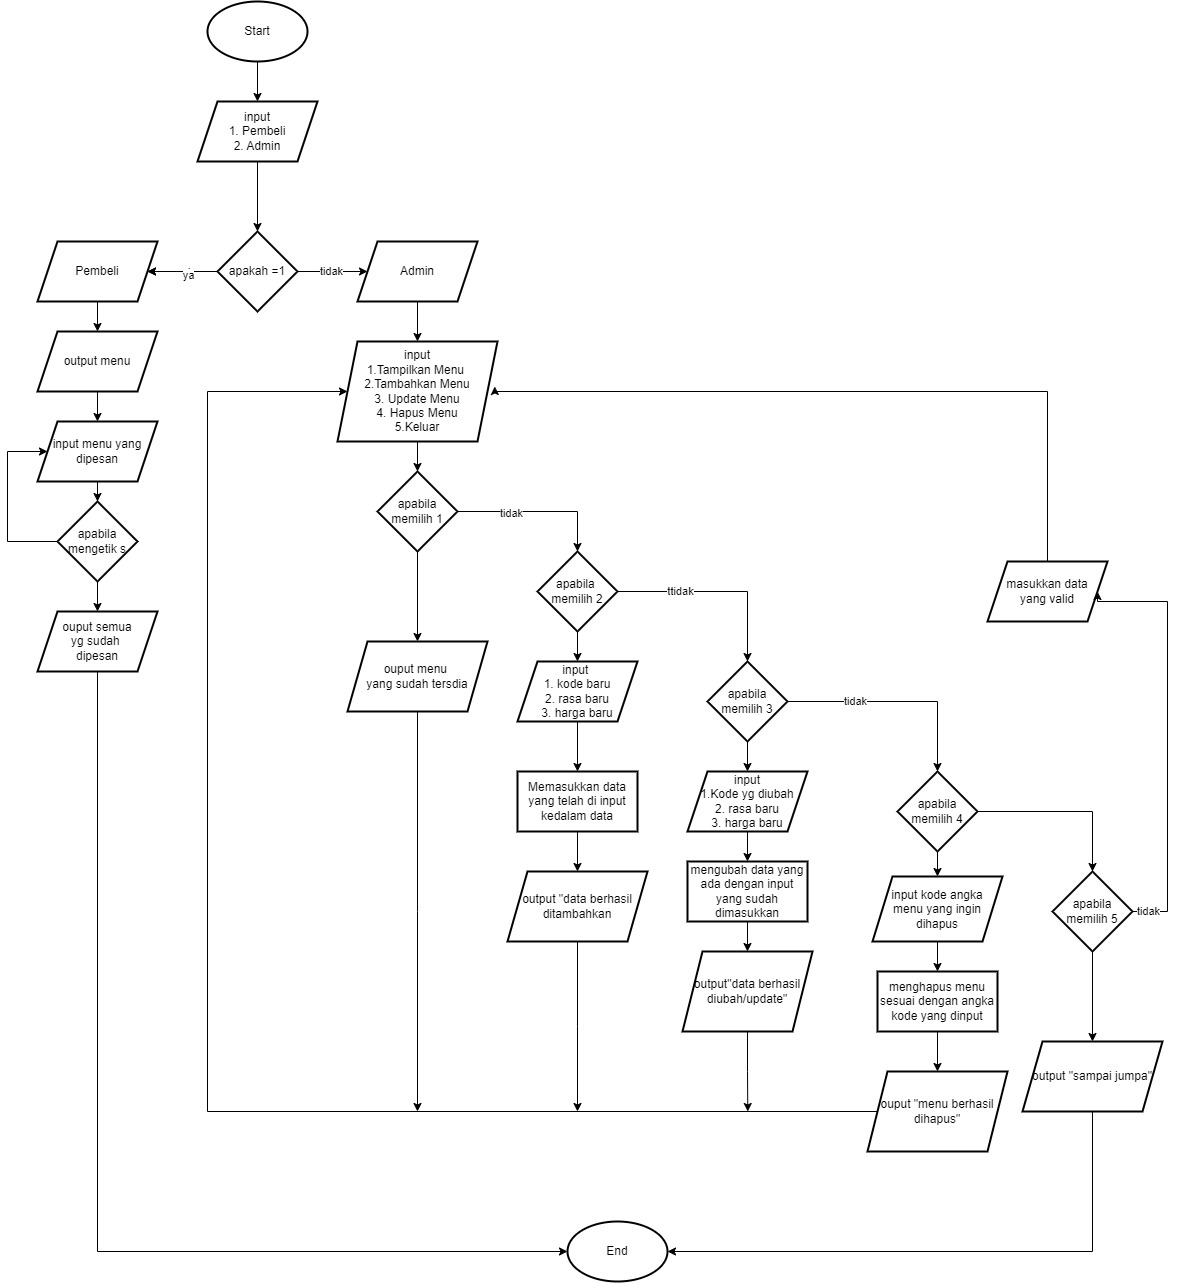 Start
input
1. Pembeli
2. Admin
Pembeli
ya
apakah =1
tidak
Admin
output menu
input menu yang
dipesan
apabila
mengetik s
ouput semua
yg sudah
dipesan
input
1.Tampilkan Menu
2.Tambahkan Menu
3. Update Menu
4. Hapus Menu
5.Keluar
apabila
memilih 1
tidak
ouput menu
yang sudah tersdia
apabila
memilih 2
ttidak
input
1. kode baru
2. rasa baru
3. harga baru
Memasukkan data
yang telah di input
kedalam data
output "data berhasil
ditambahkan
apabila
memilih 3
tidak
input
1.Kode yg diubah
2. rasa baru
3. harga baru
mengubah data yang
ada dengan input
yang sudah
dimasukkan
output"data berhasil
diubah/update"
apabila
memilih 4
input kode angka
menu yang ingin
dihapus
menghapus menu
sesuai dengan angka
kode yang dinput
ouput "menu berhasil
dihapus"
masukkan data
yang valid
apabila
memilih 5
tidak
output "sampai jumpa"
End